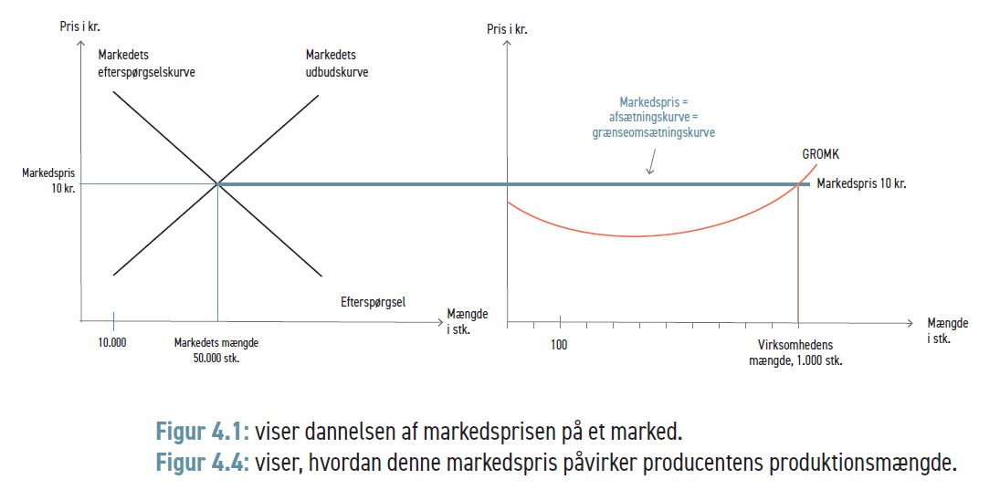 Pris i kr.
Markedets
efterspørgselskurve
Markedets
udbudskurve
Markedspris
10 kr.
Efterspørgsel
Mængde
i stk.
10.000
Markedets mængde
50.000 stk.
Pris i kr.
Markedspris =
afsætningskurve =
grænseomsætningskurve
GROMK
Markedspris 10 kr.
Mængde
i stk.
100
Virksomhedens
mængde, 1.000 stk.
Figur 4.1: viser dannelsen af markedsprisen på et marked.
Figur 4.4: viser, hvordan denne markedspris påvirker producentens produktionsmængde.